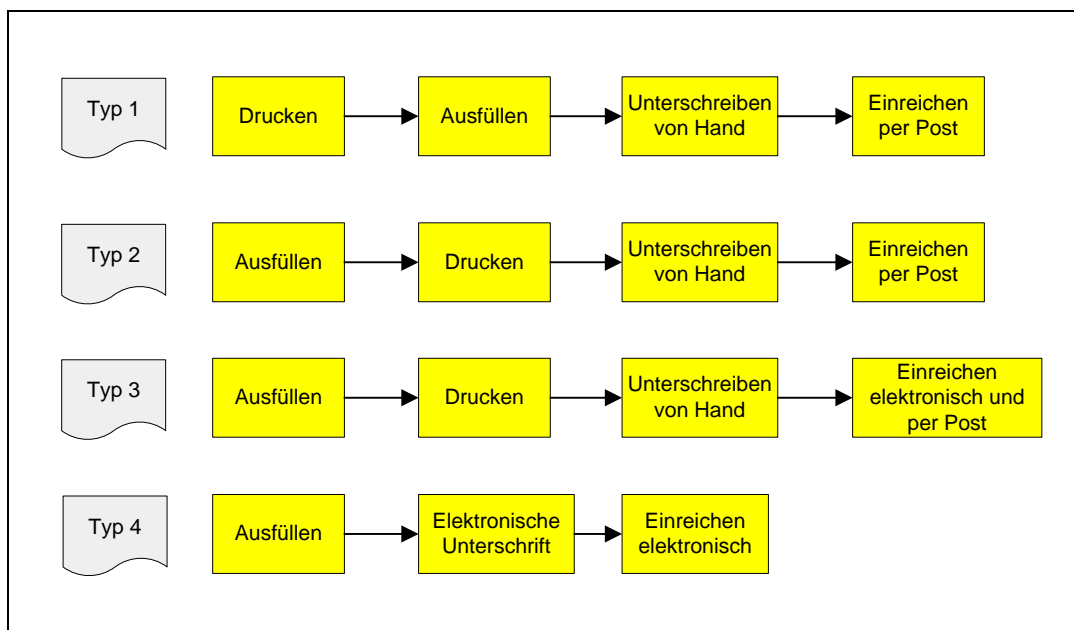 Typ 1
Drucken
Ausfüllen
Unterschreiben
von Hand
Einreichen
per Post
Typ 2
Ausfüllen
Drucken
Unterschreiben
von Hand
Einreichen
per Post
Typ 3
Ausfüllen
Drucken
Unterschreiben
von Hand
Einreichen
elektronisch und
per Post
Typ 4
Ausfüllen
Elektronische
Unterschrift
Einreichen
elektronisch